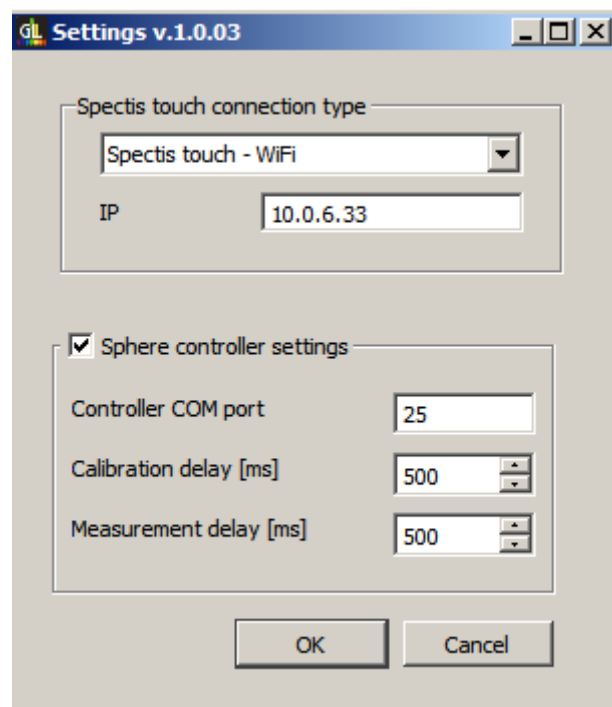 GL Settings v.1.0.03
Spectis touch connection type
Spectis touch - WiFi
IP 10.0.6.33
Sphere controller settings
Controller COM port 25
Calibration delay [ms] 500
Measurement delay [ms] 500
OK Cancel